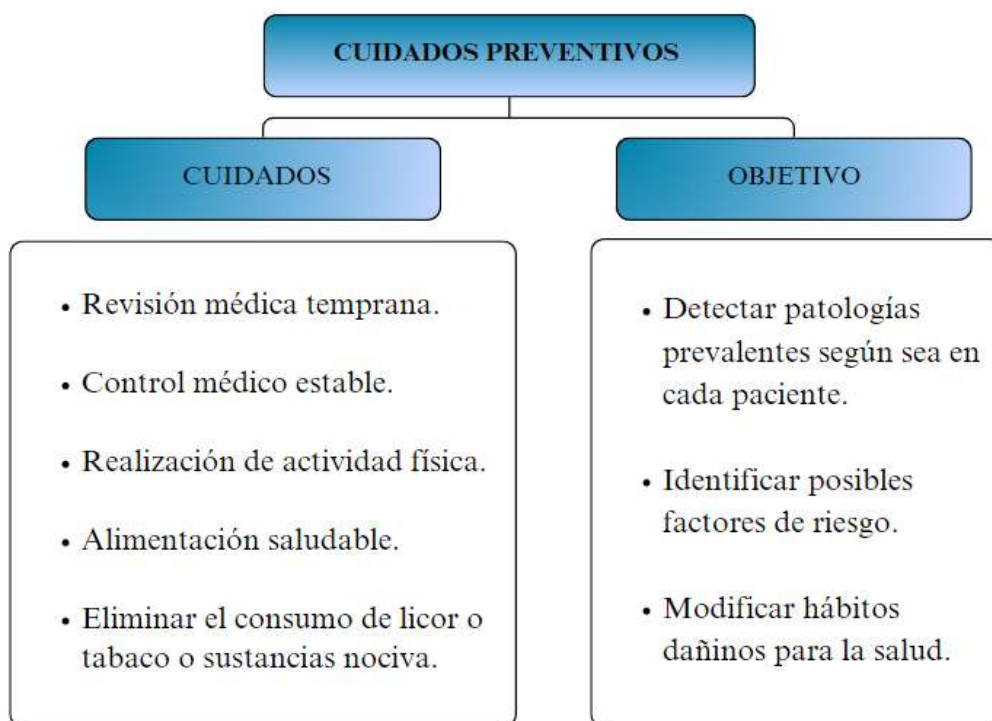 CUIDADOS PREVENTIVOS
CUIDADOS
• Revisión médica temprana.
• Control médico estable.
• Realización de actividad física.
• Alimentación saludable.
• Eliminar el consumo de licor o
tabaco o sustancias nociva.
OBJETIVO
• Detectar patologías
prevalentes según sea en
cada paciente.
• Identificar posibles
factores de riesgo.
• Modificar hábitos
dañinos para la salud.